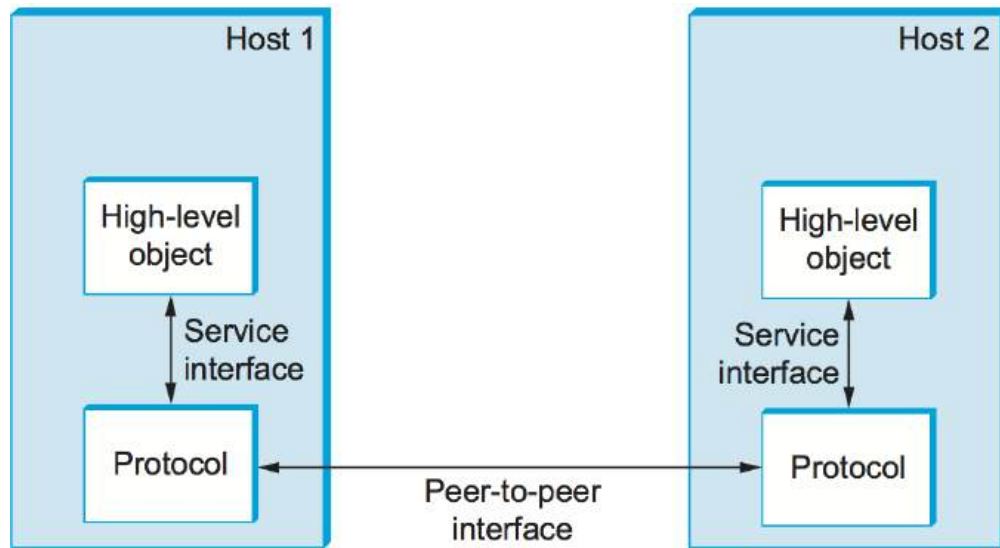 Host 1
Host 2
High-level
object
High-level
object
Service
interface
Service
interface
Protocol
Protocol
Peer-to-peer
interface